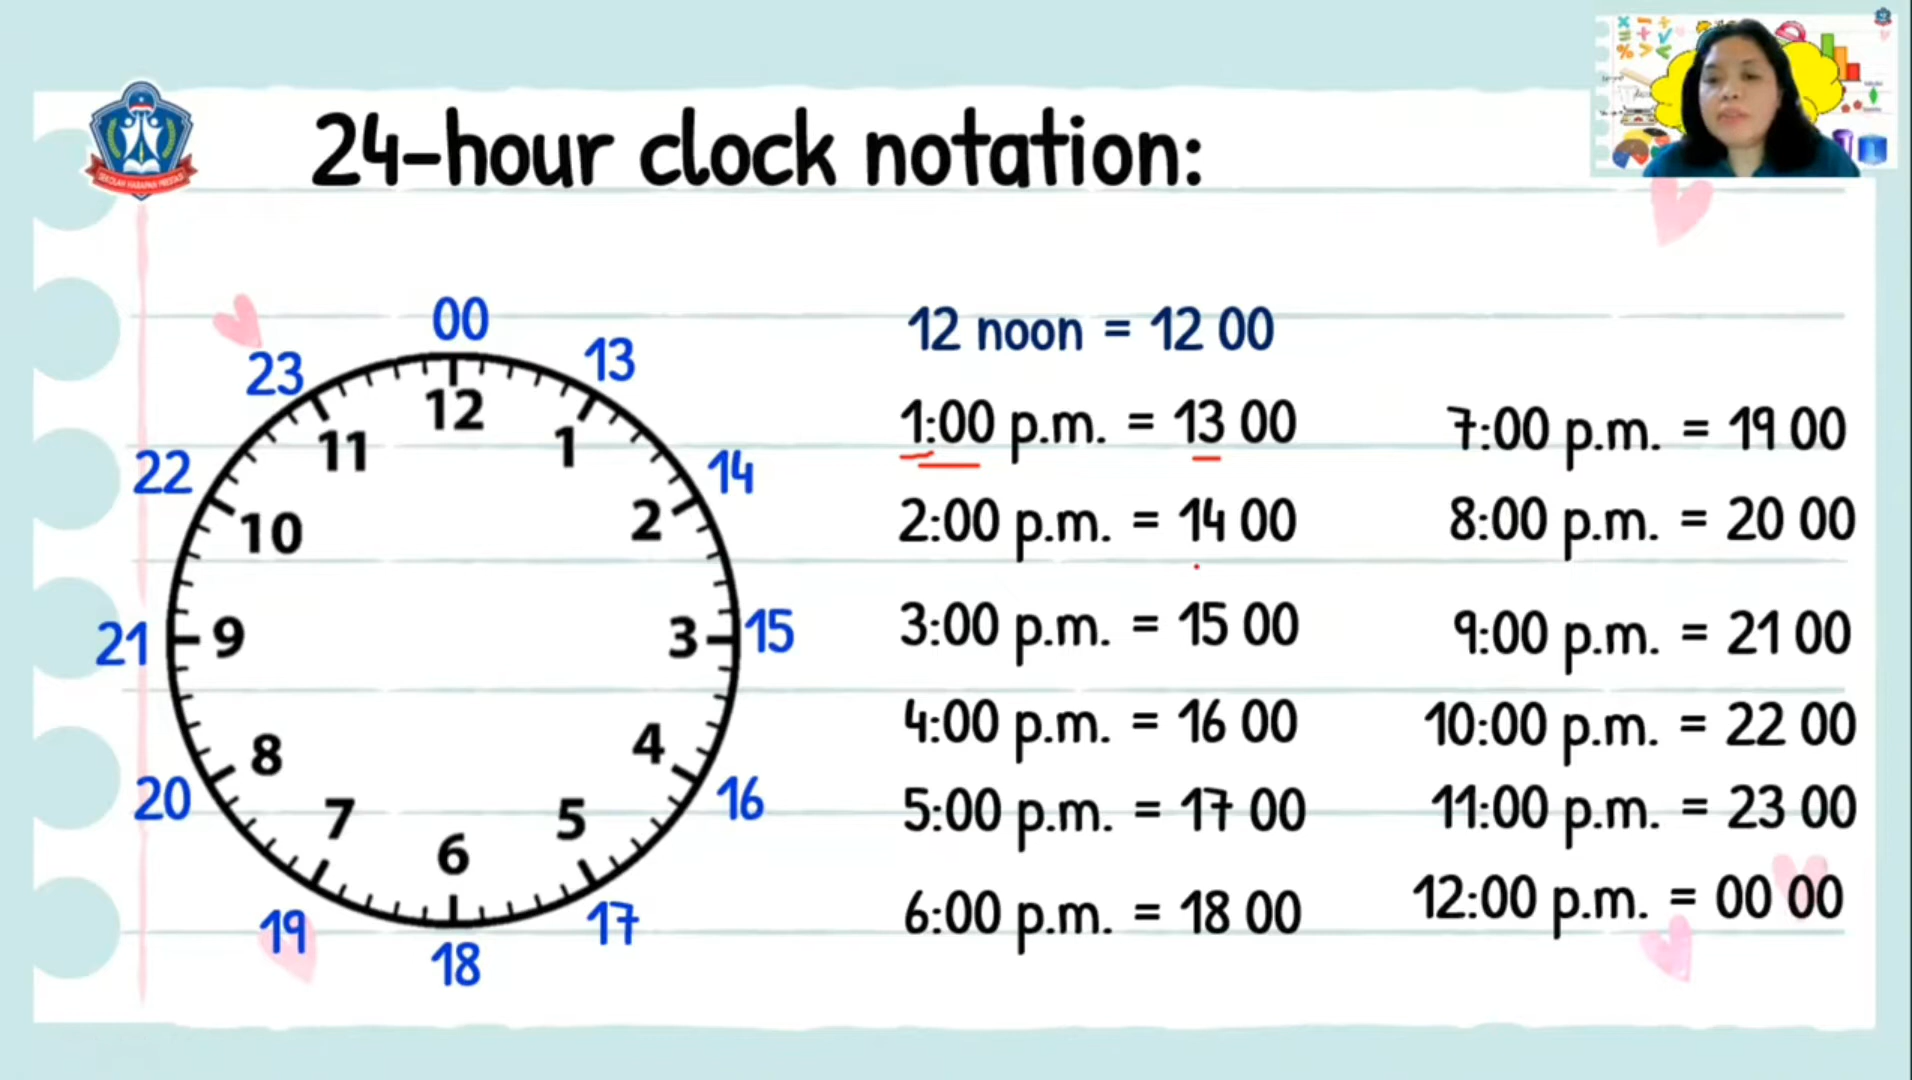 24-hour clock notation:
SEKOLAH HARAPAN PRESTASI
00
13
14
15
16
17
18
19
20
21
22
23
12
1
2
3
4
5
6
7
8
9
10
11
12 noon = 12 00
1:00 p.m. = 13 00
2:00 p.m. = 14 00
3:00 p.m. = 15 00
4:00 p.m. = 16 00
5:00 p.m. = 17 00
6:00 p.m. = 18 00
7:00 p.m. = 19 00
8:00 p.m. = 20 00
9:00 p.m. = 21 00
10:00 p.m. = 22 00
11:00 p.m. = 23 00
12:00 p.m. = 00 00